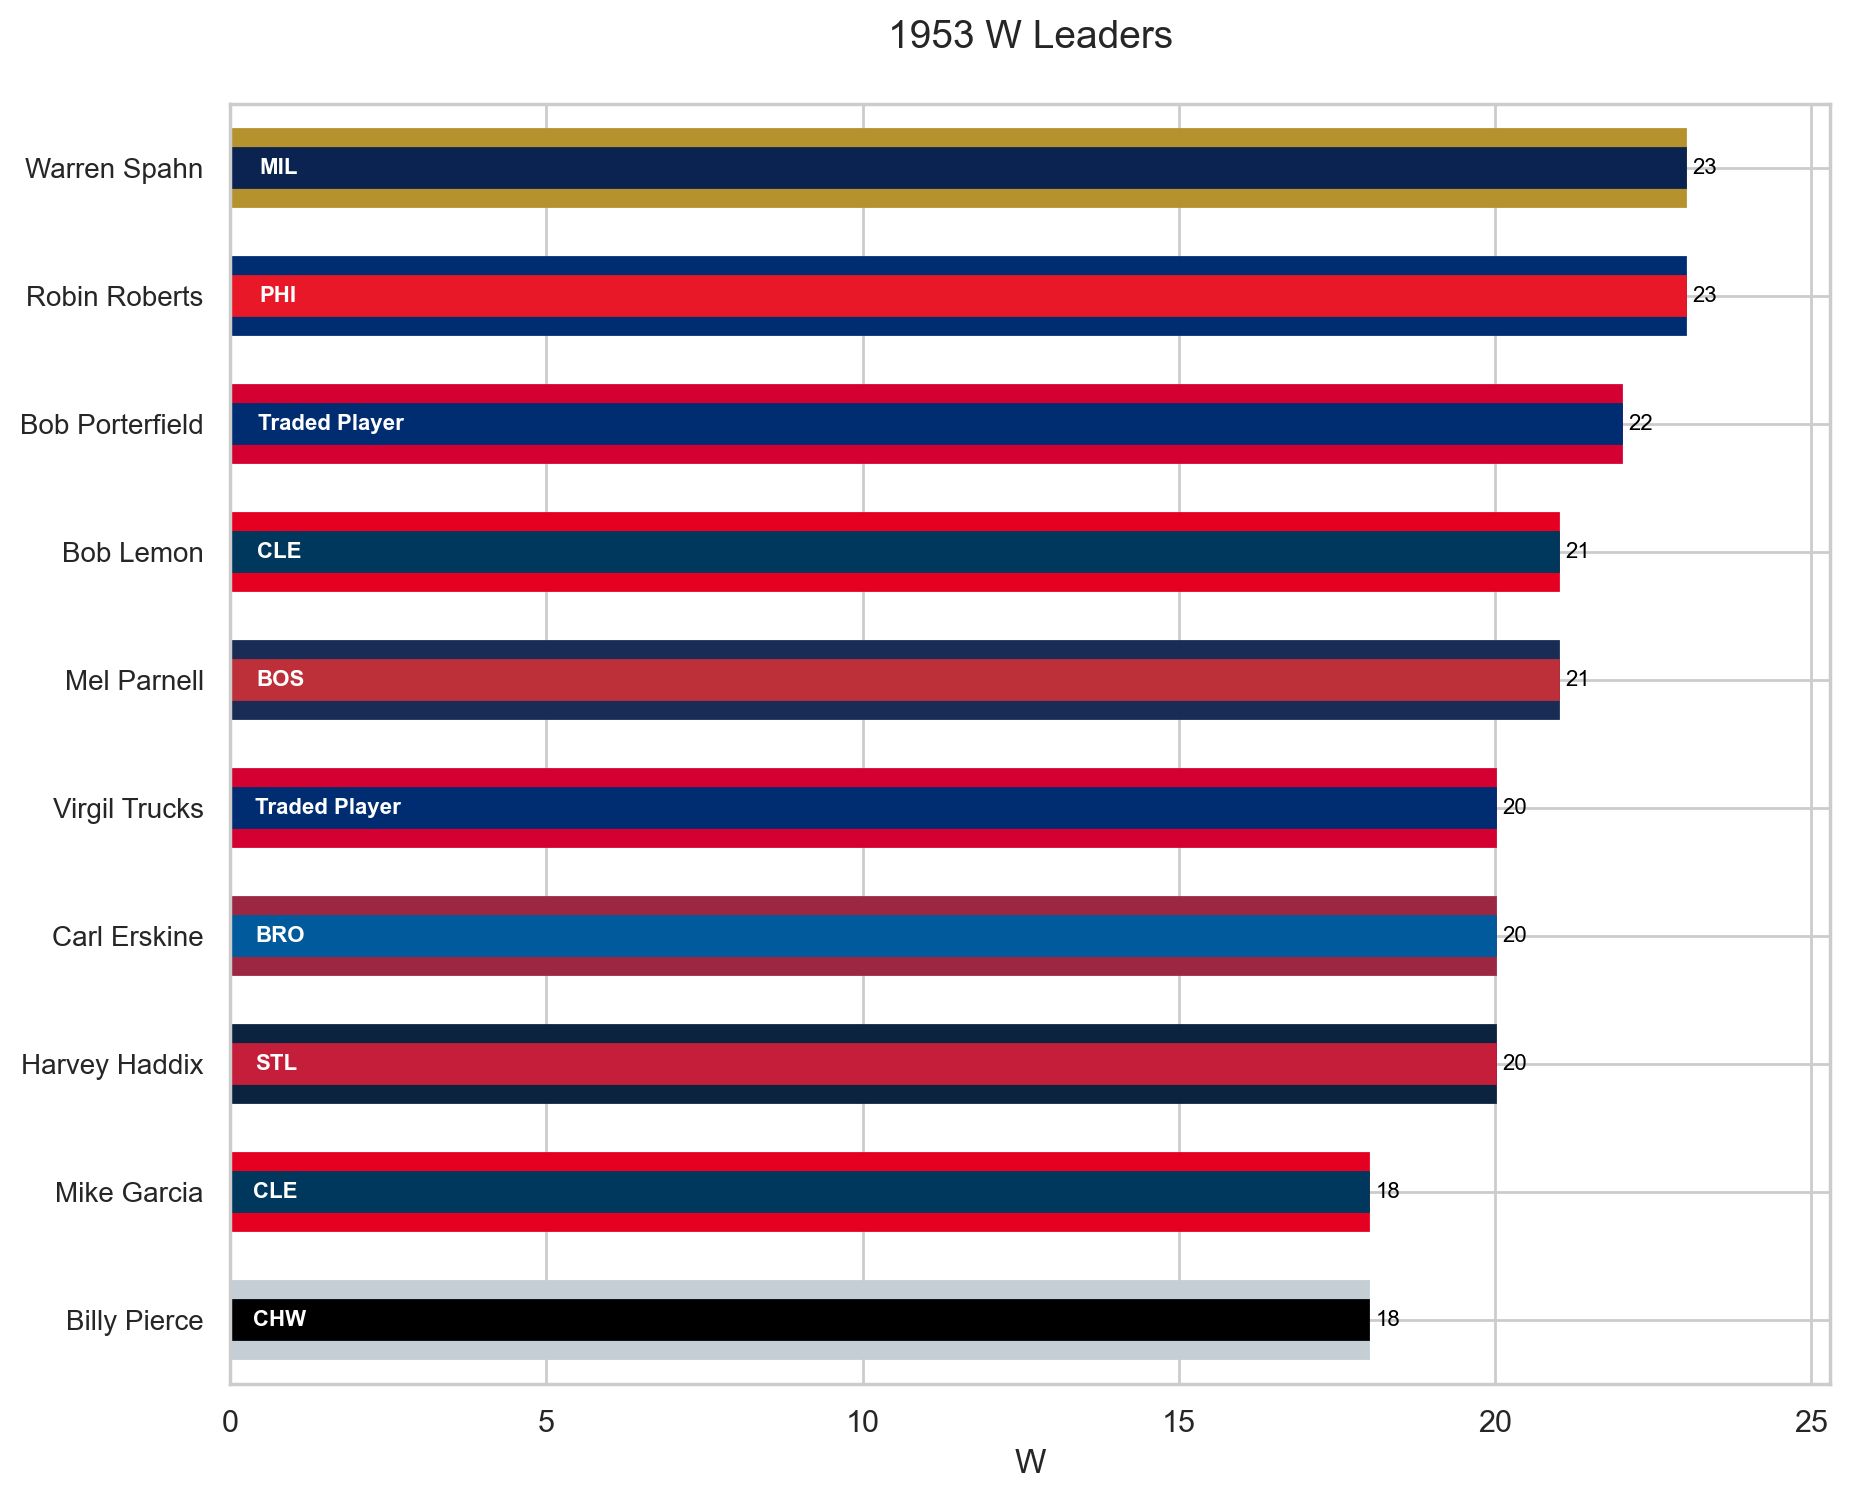 1953 W Leaders
Warren Spahn MIL 23
Robin Roberts PHI 23
Bob Porterfield Traded Player 22
Bob Lemon CLE 21
Mel Parnell BOS 21
Virgil Trucks Traded Player 20
Carl Erskine BRO 20
Harvey Haddix STL 20
Mike Garcia CLE 18
Billy Pierce CHW 18
0 5 10 15 20 25
W